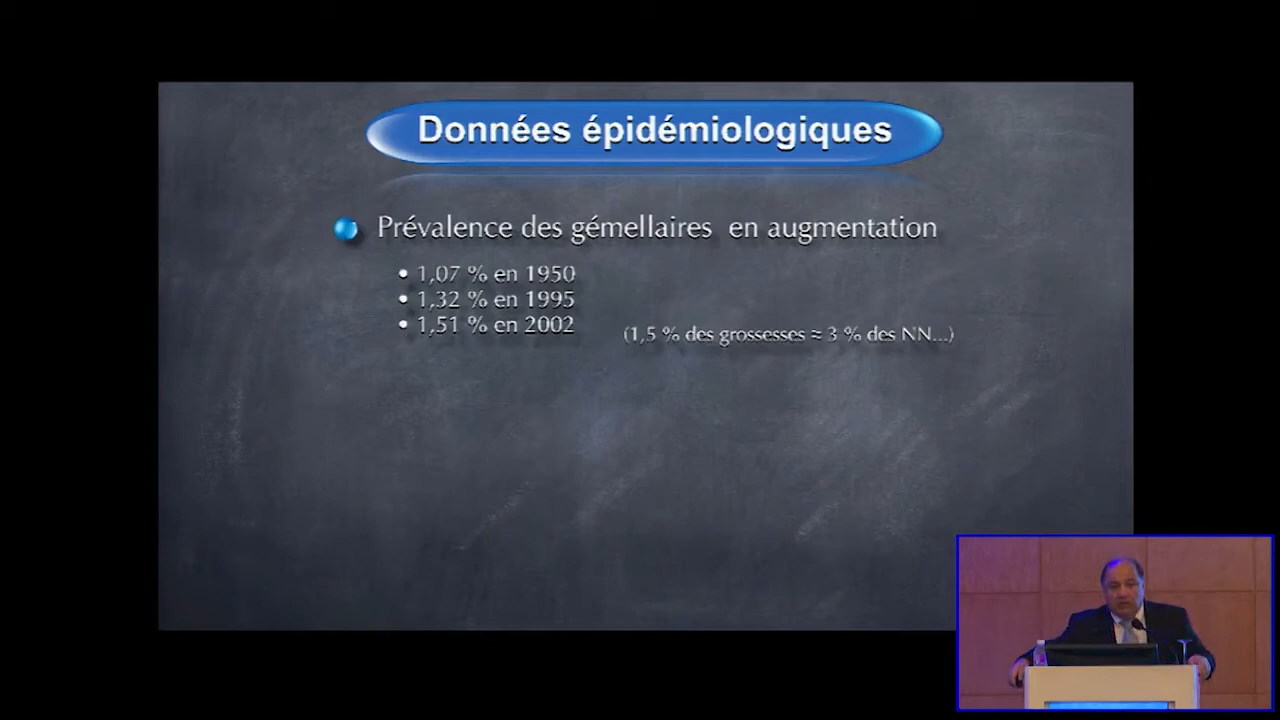 Données épidémiologiques
Prévalence des gémellaires en augmentation
• 1,07 % en 1950
• 1,32 % en 1995
• 1,51 % en 2002
(1,5 % des grossesses ≈ 3 % des NN...)